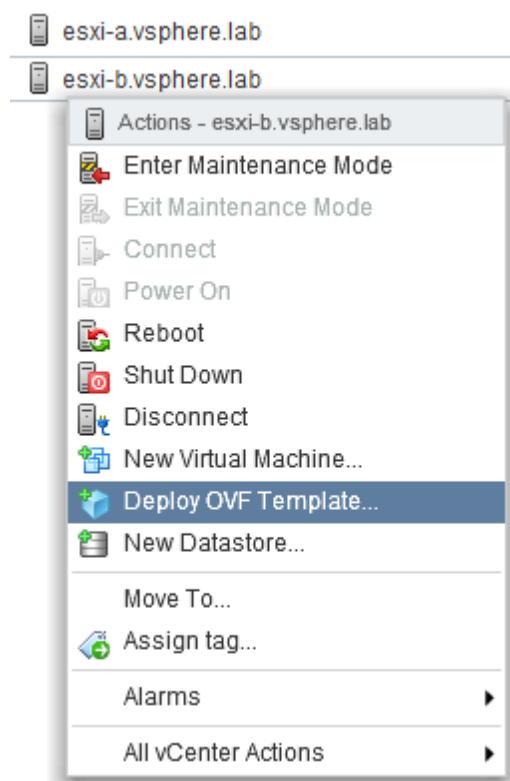 esxi-a.vsphere.lab
esxi-b.vsphere.lab
Actions - esxi-b.vsphere.lab
Enter Maintenance Mode
Exit Maintenance Mode
Connect
Power On
Reboot
Shut Down
Disconnect
New Virtual Machine...
Deploy OVF Template...
New Datastore...
Move To...
Assign tag...
Alarms
All vCenter Actions